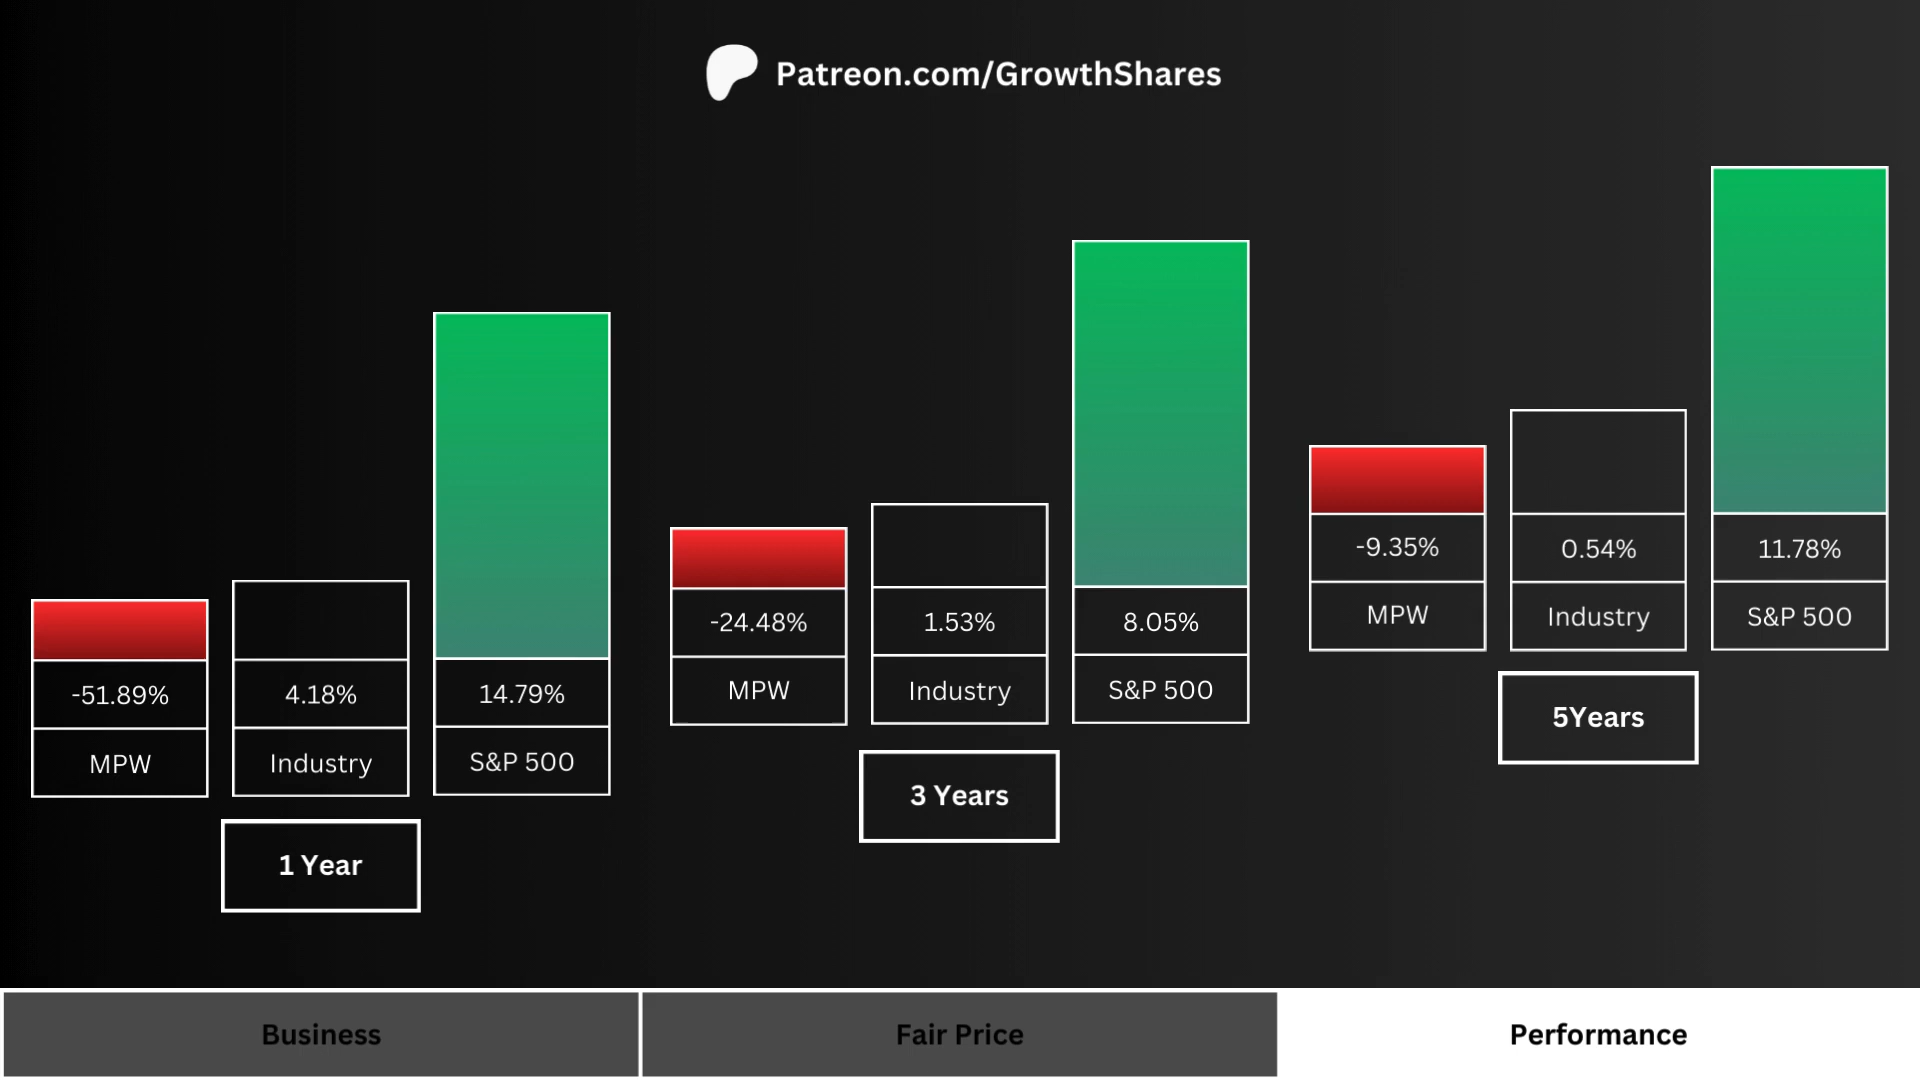 Patreon.com/GrowthShares
-51.89%
MPW
4.18%
Industry
14.79%
S&P 500
1 Year
-24.48%
MPW
1.53%
Industry
8.05%
S&P 500
3 Years
-9.35%
MPW
0.54%
Industry
11.78%
S&P 500
5Years
Business
Fair Price
Performance